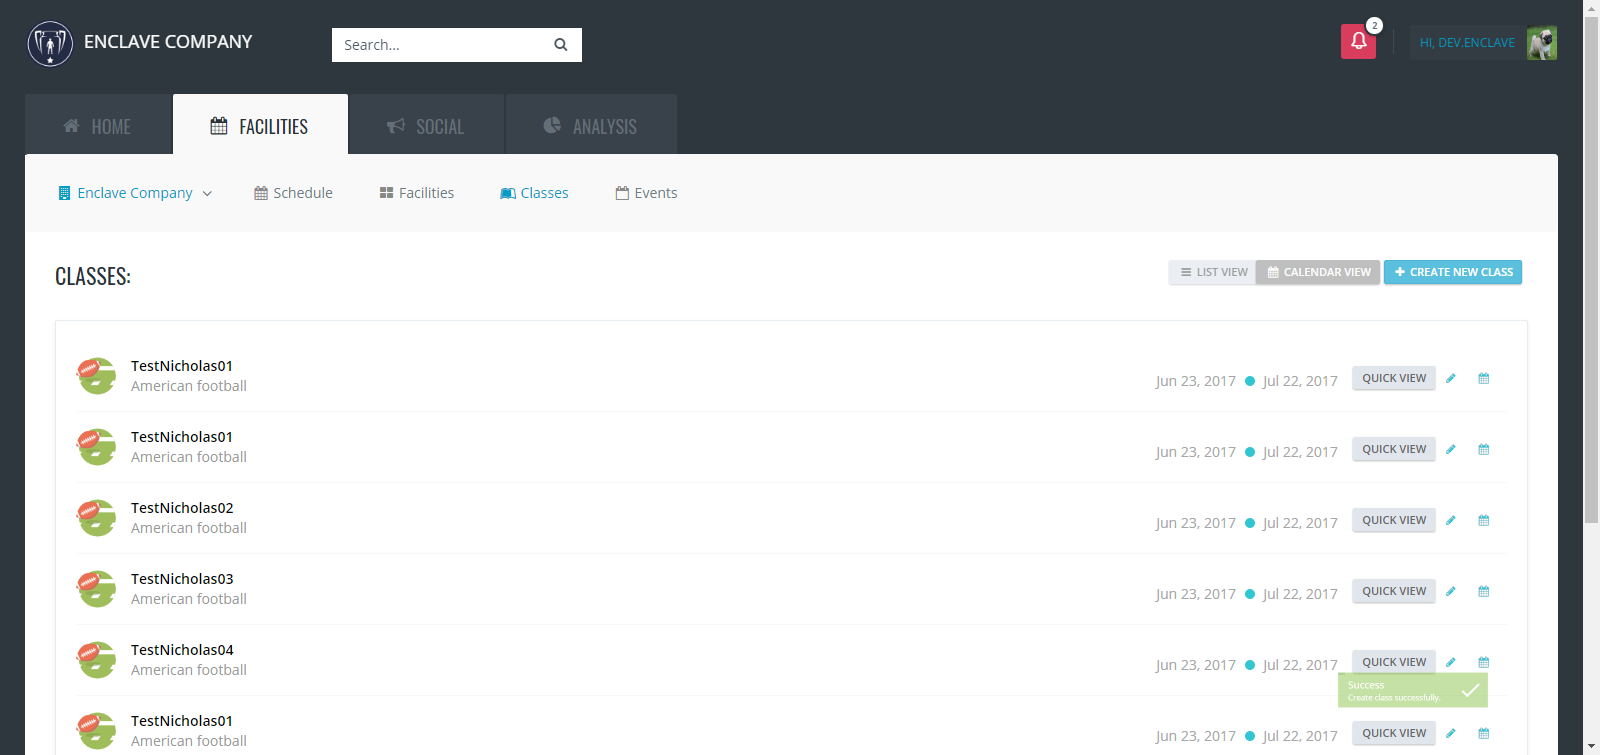 ENCLAVE COMPANY
Search...
2
HI, DEV.ENCLAVE
HOME
FACILITIES
SOCIAL
ANALYSIS
Enclave Company
Schedule
Facilities
Classes
Events
CLASSES:
LIST VIEW
CALENDAR VIEW
CREATE NEW CLASS
TestNicholas01
American football
Jun 23, 2017 Jul 22, 2017
QUICK VIEW
TestNicholas01
American football
Jun 23, 2017 Jul 22, 2017
QUICK VIEW
TestNicholas02
American football
Jun 23, 2017 Jul 22, 2017
QUICK VIEW
TestNicholas03
American football
Jun 23, 2017 Jul 22, 2017
QUICK VIEW
TestNicholas04
American football
Jun 23, 2017 Jul 22, 2017
QUICK VIEW
Success
Create class successfully.
TestNicholas01
American football
Jun 23, 2017 Jul 22, 2017
QUICK VIEW